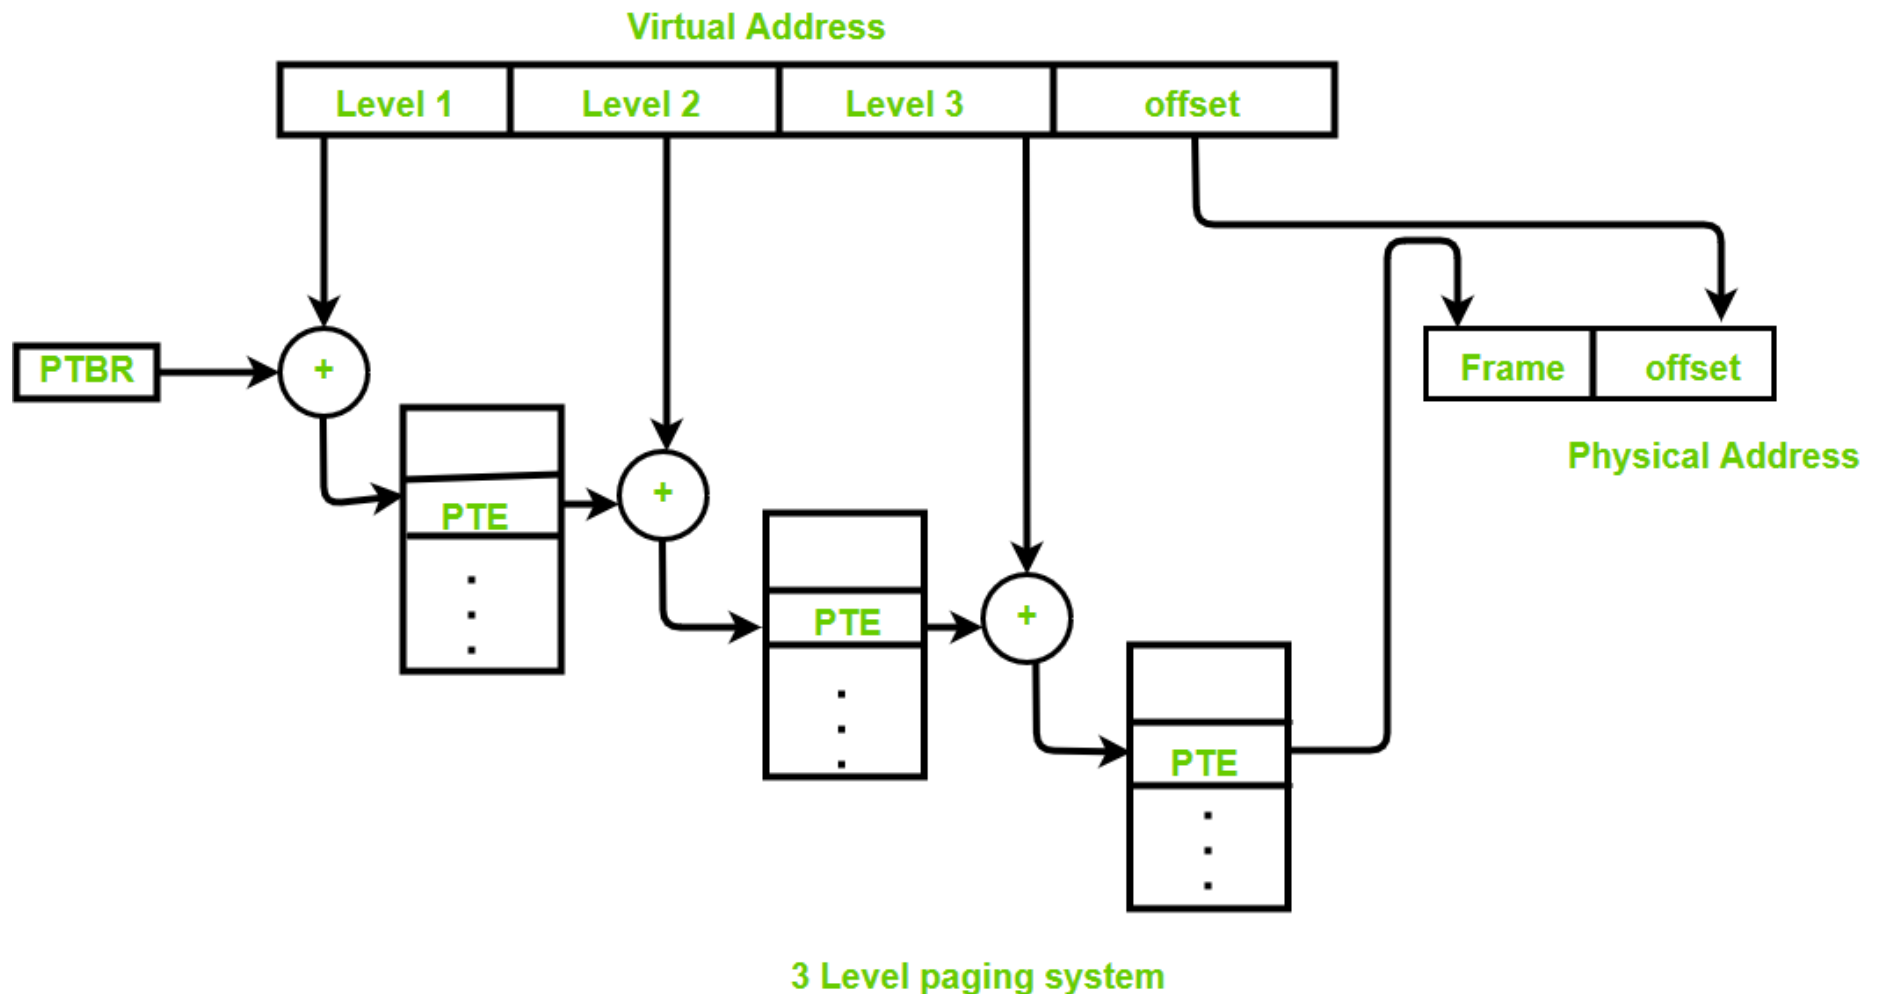 Virtual Address
Level 1 Level 2 Level 3 offset
PTBR + Frame offset
Physical Address
+
PTE
+
PTE
PTE
3 Level paging system